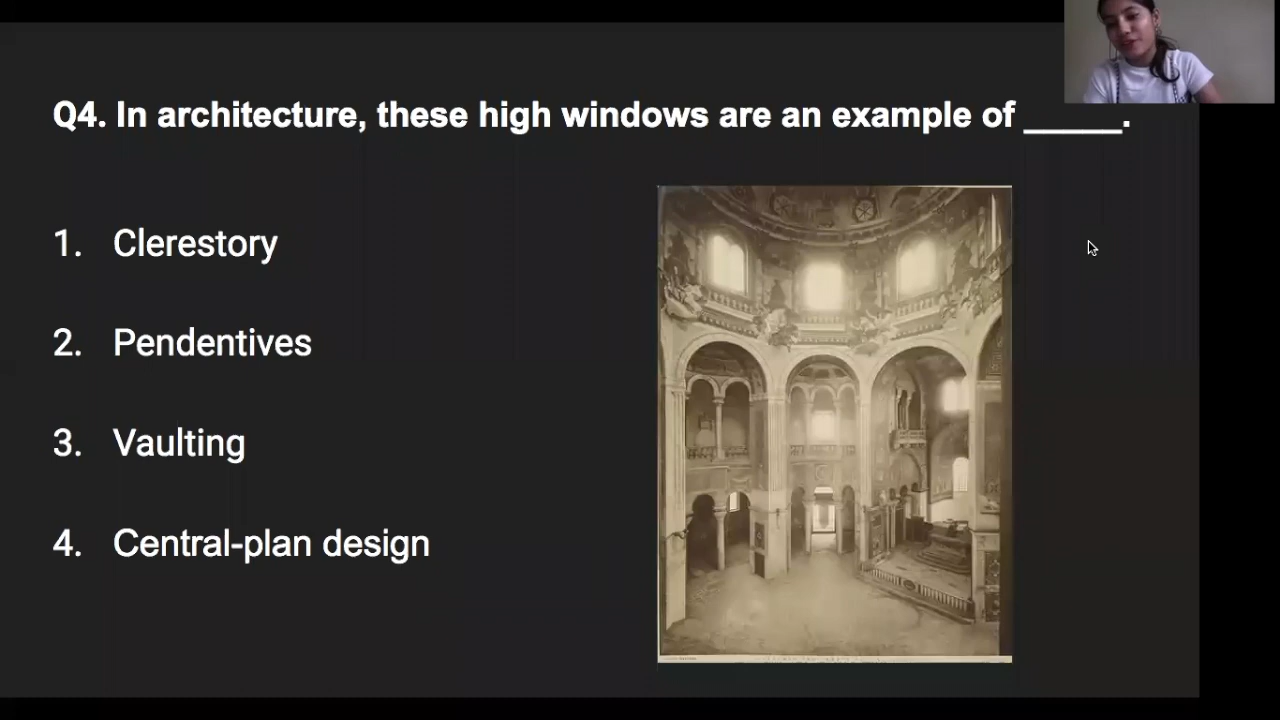 Q4. In architecture, these high windows are an example of _____.
1. Clerestory
2. Pendentives
3. Vaulting
4. Central-plan design